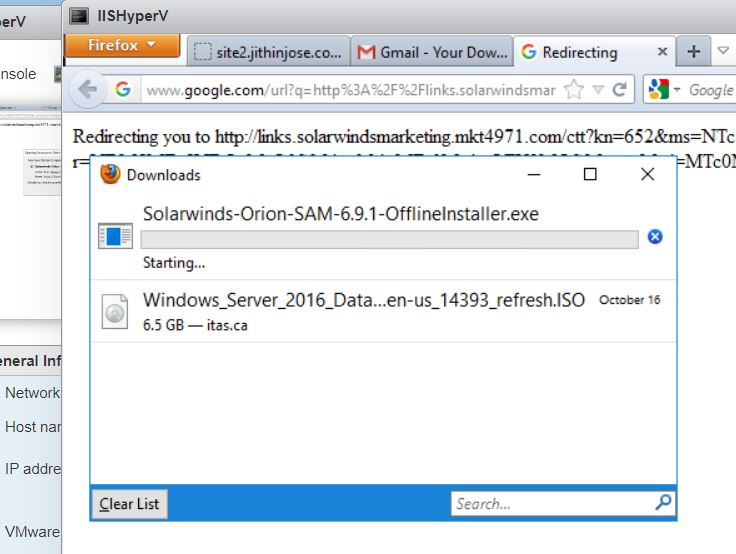 perV
IISHyperV
Firefox
site2.jithinjose.co...
Gmail - Your Dow...
Redirecting
onsole
www.google.com/url?q=http%3A%2F%2Flinks.solarwindsmar
Google
Redirecting you to http://links.solarwindsmarketing.mkt4971.com/ctt?kn=652&ms=NTc
Downloads
Solarwinds-Orion-SAM-6.9.1-OfflineInstaller.exe
Starting...
Windows_Server_2016_Data...en-us_14393_refresh.ISO
October 16
6.5 GB — itas.ca
eneral Inf
Network
Host nar
IP addre
VMware
Clear List
Search...